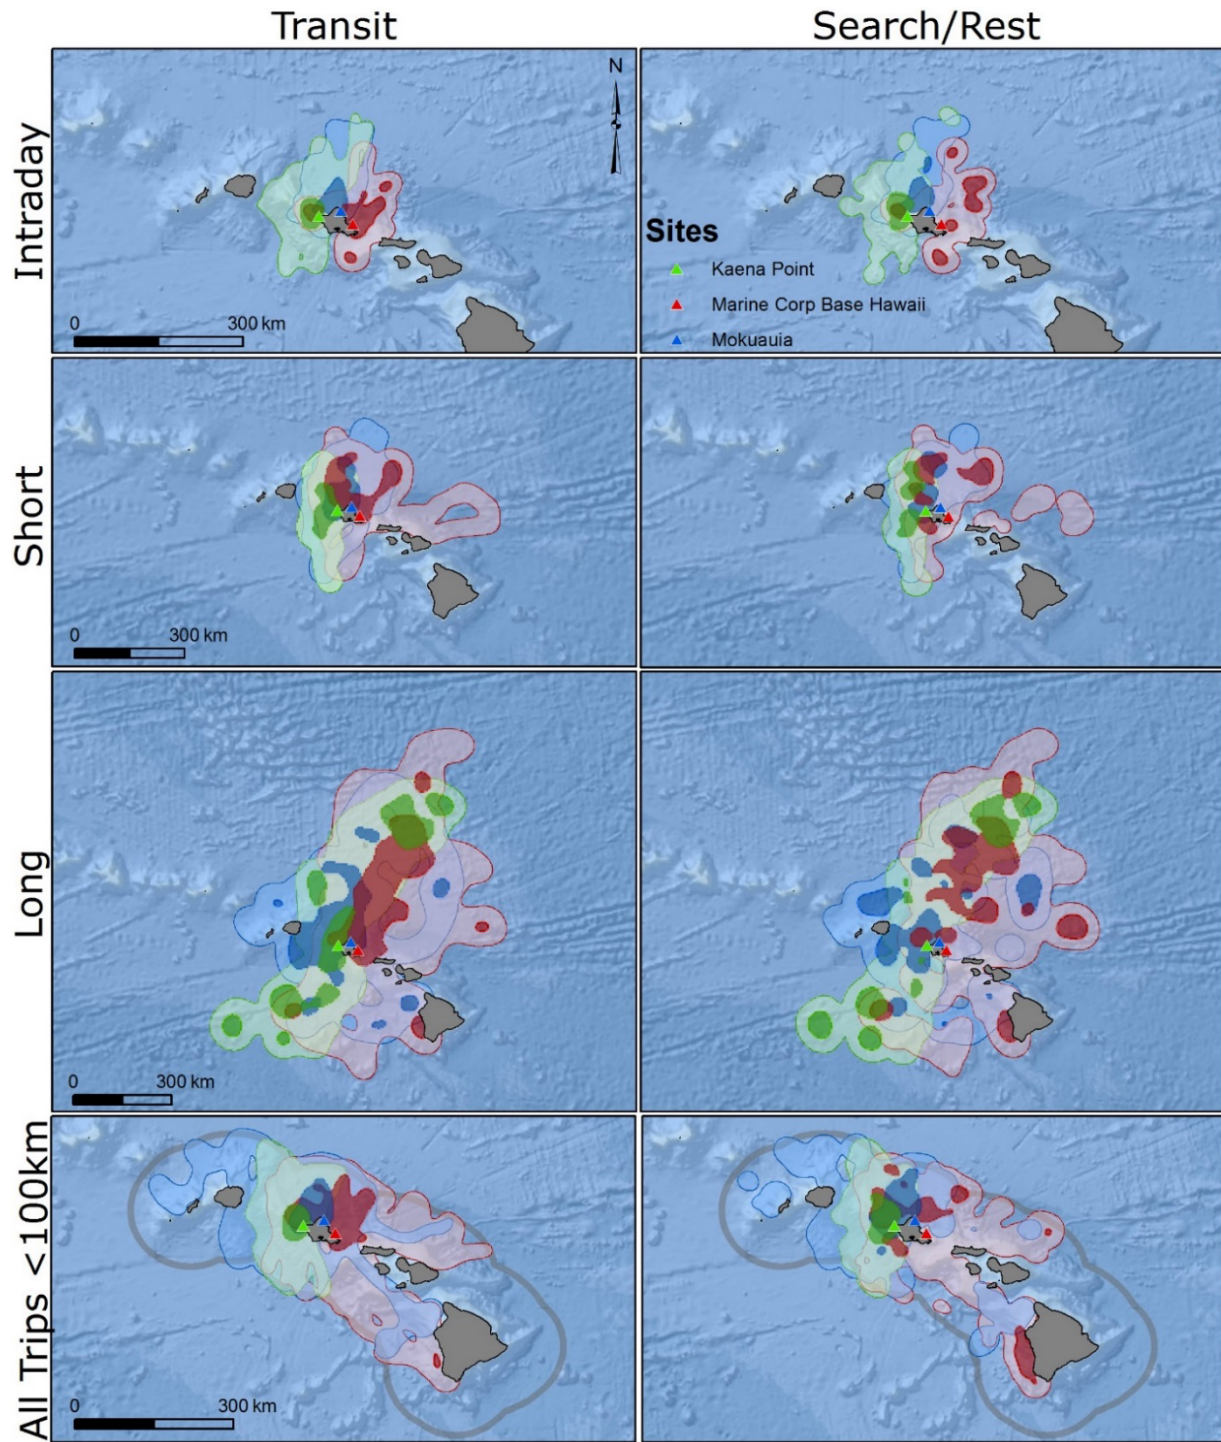 Transit
Search/Rest
Intraday
N
0 300 km
Sites
Kaena Point
Marine Corp Base Hawaii
Mokuauia
Short
0 300 km
Long
0 300 km
All Trips <100km
0 300 km